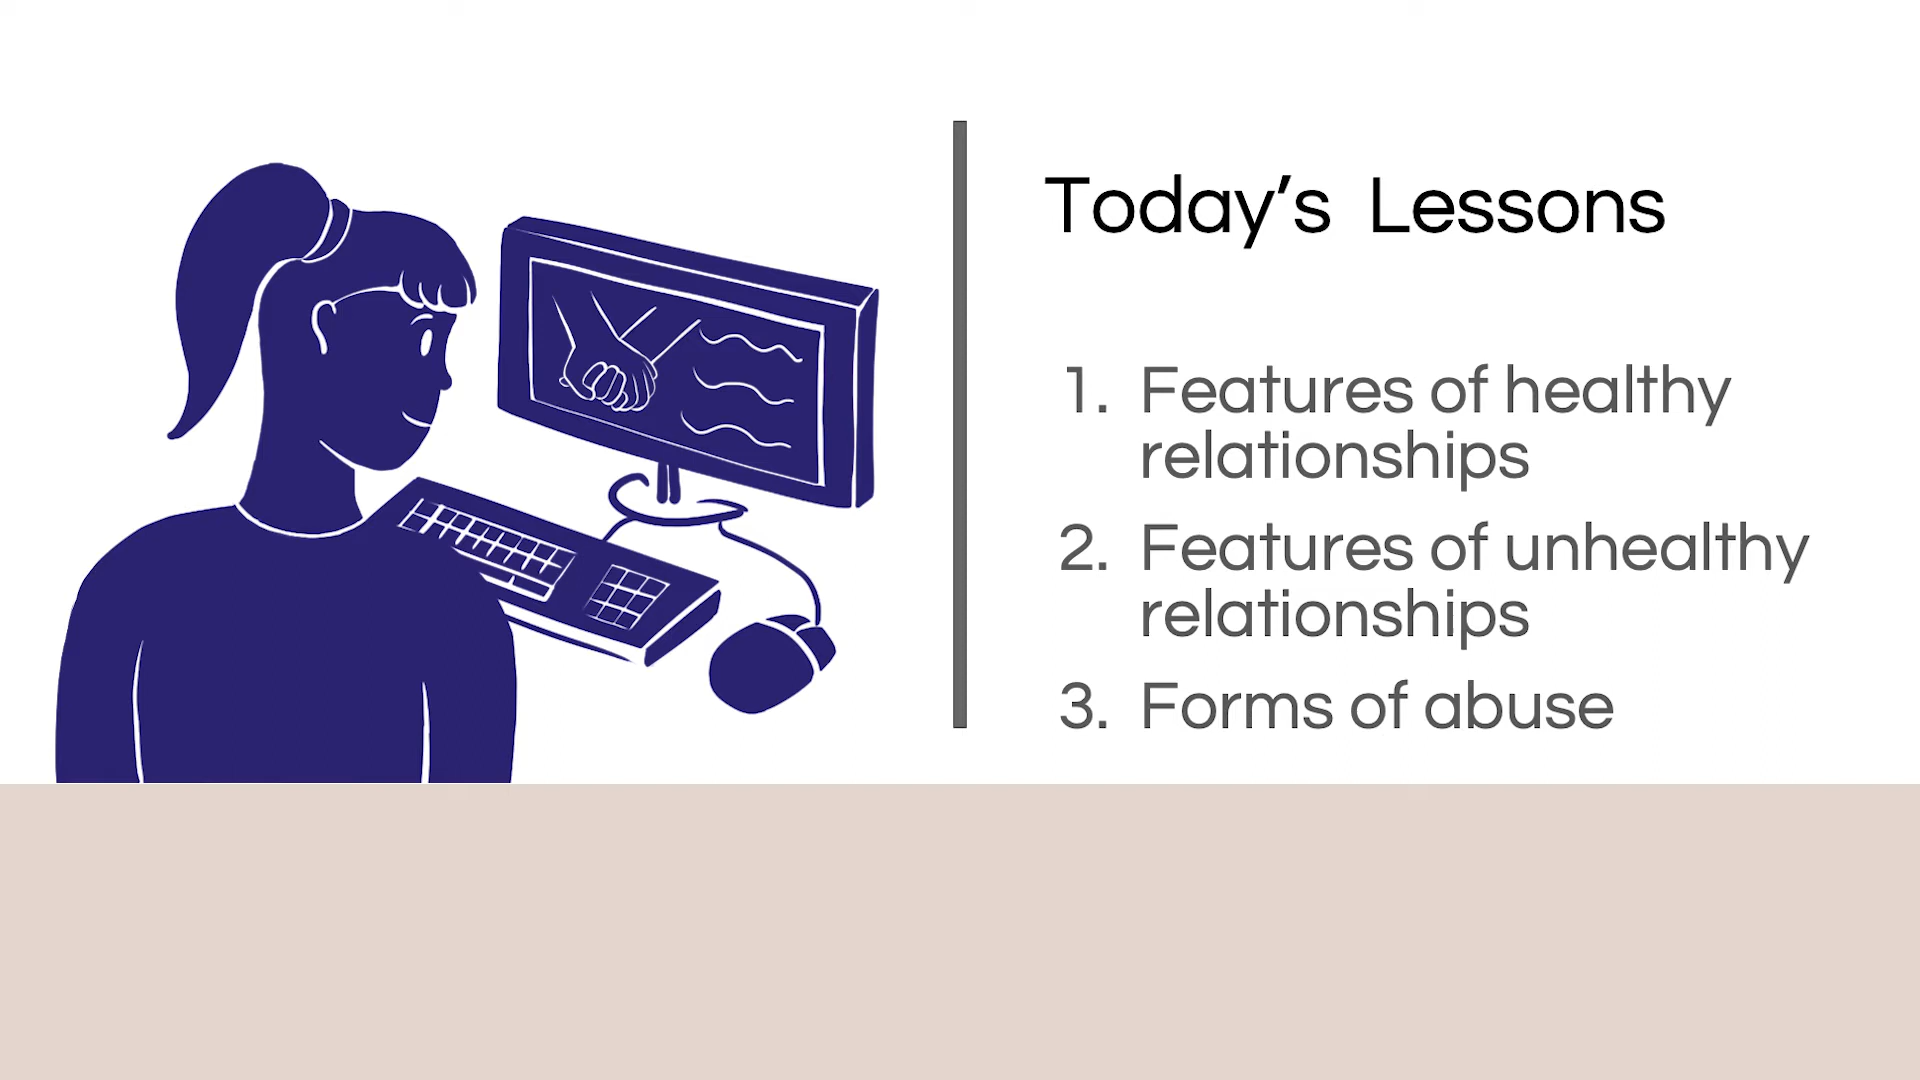 Today’s Lessons
1. Features of healthy
relationships
2. Features of unhealthy
relationships
3. Forms of abuse